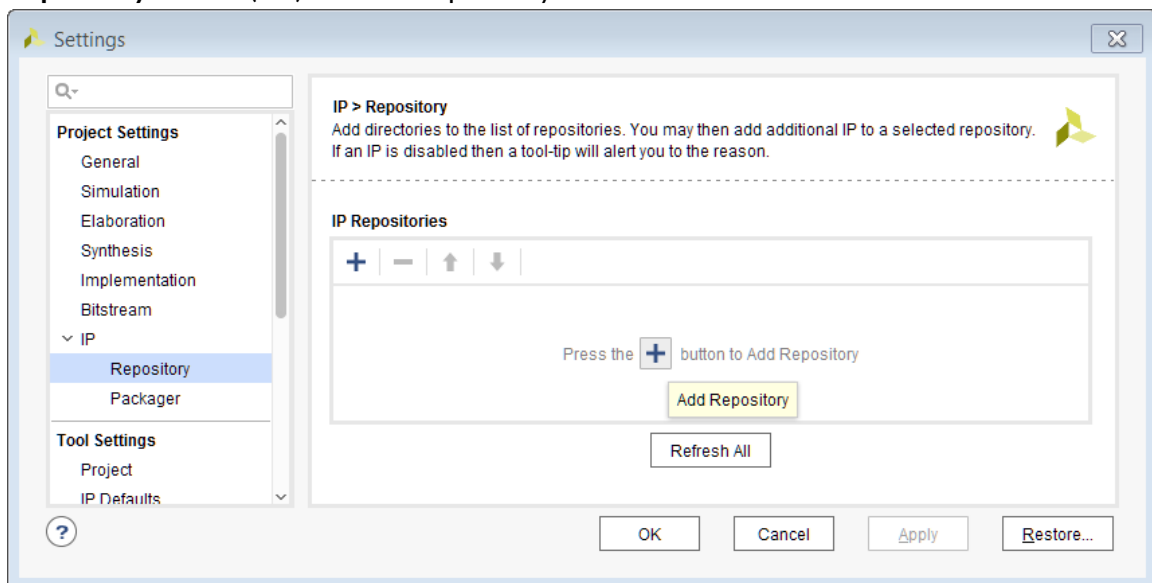 Settings
Q
Project Settings
General
Simulation
Elaboration
Synthesis
Implementation
Bitstream
IP
Repository
Packager
Tool Settings
Project
IP Defaults
IP > Repository
Add directories to the list of repositories. You may then add additional IP to a selected repository.
If an IP is disabled then a tool-tip will alert you to the reason.
IP Repositories
Press the + button to Add Repository
Add Repository
Refresh All
?
OK
Cancel
Apply
Restore...